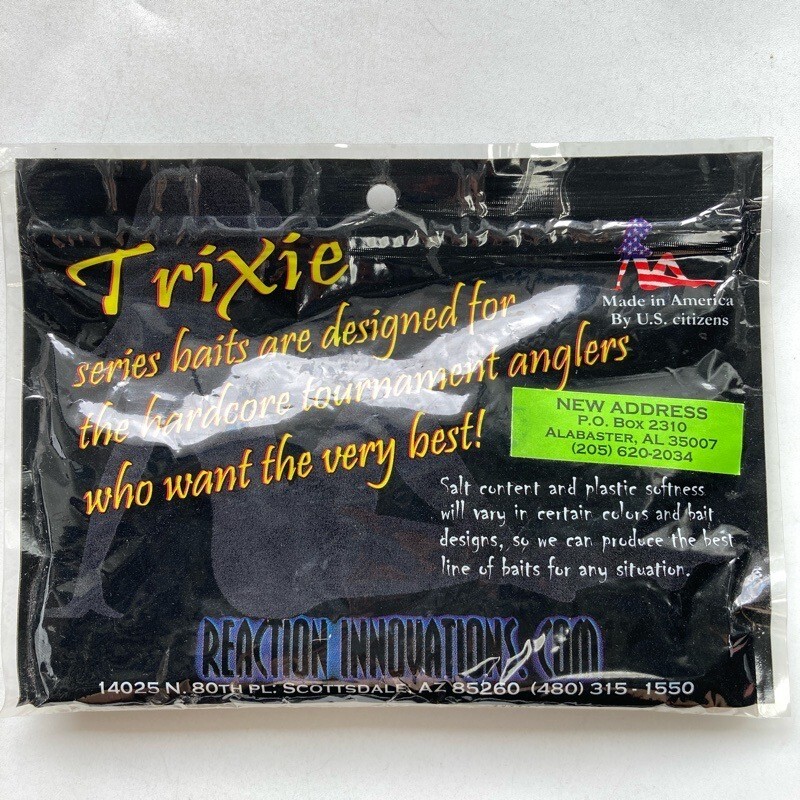 Trixie
series baits are designed for
the hardcore tournament anglers
who want the very best!
Made in America
By U.S. citizens
NEW ADDRESS
P.O. BOX 2310
ALABASTER, AL 35007
(205) 620-2034
Salt content and plastic softness
will vary in certain colors and bait
designs, so we can produce the best
line of baits for any situation.
REACTION INNOVATIONS.COM
14025 N. 80TH PL. SCOTTSDALE, AZ 85260 (480) 315-1550